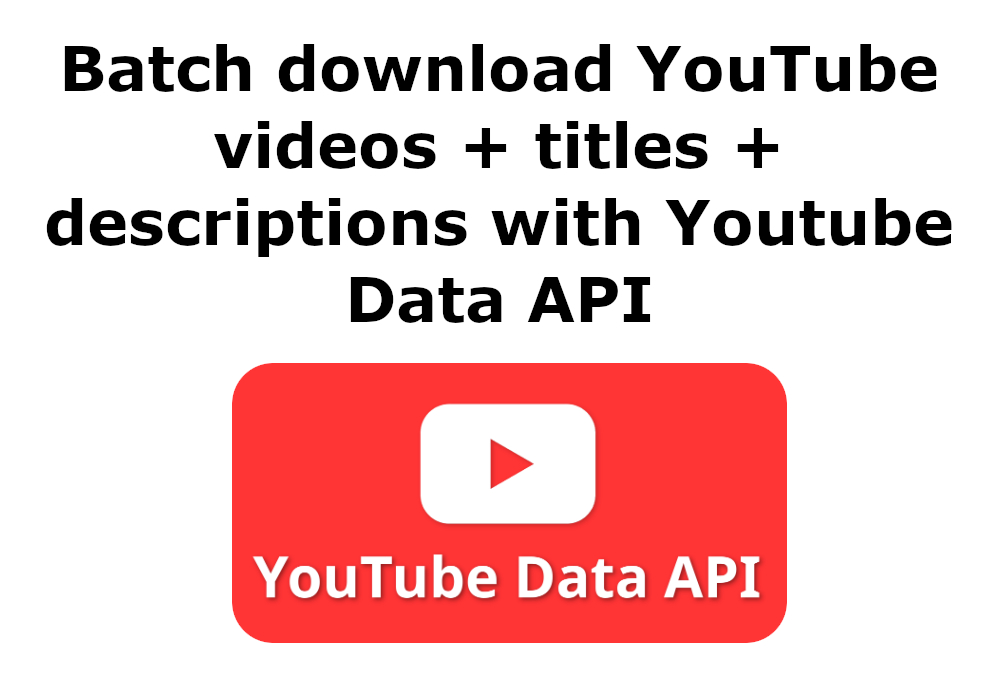 Batch download YouTube
videos + titles +
descriptions with Youtube
Data API
YouTube Data API